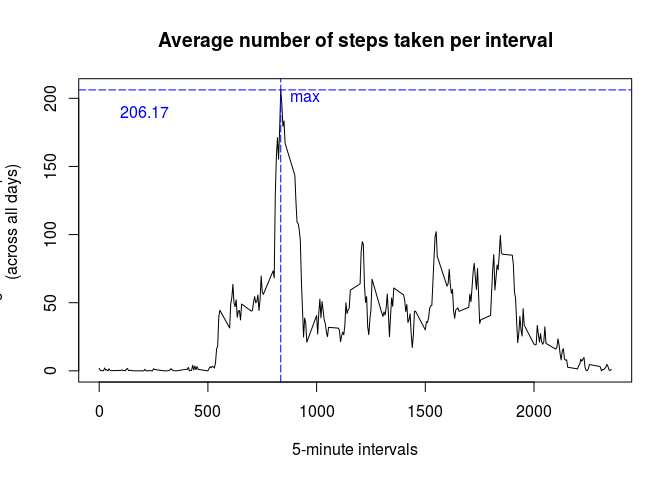 Average number of steps taken per interval
206.17
max
(across all days)
200
150
100
50
0
0 500 1000 1500 2000
5-minute intervals